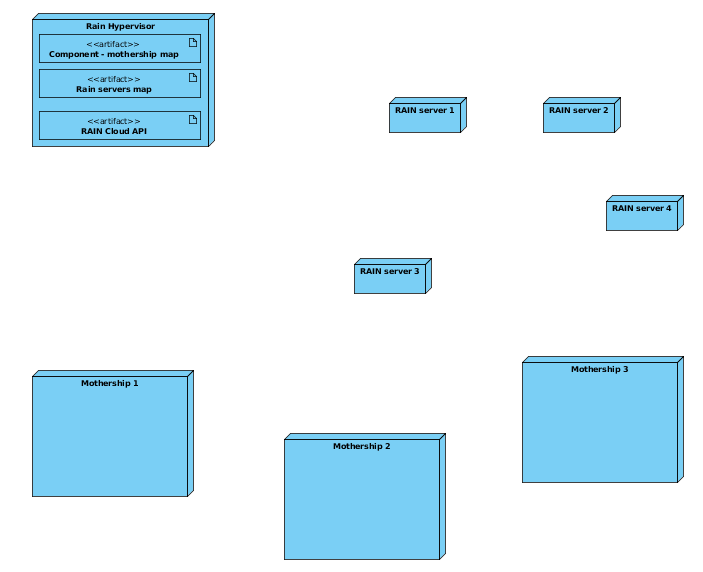 Rain Hypervisor
<<artifact>>
Component - mothership map
<<artifact>>
Rain servers map
<<artifact>>
RAIN Cloud API
RAIN server 1
RAIN server 2
RAIN server 4
RAIN server 3
Mothership 1
Mothership 3
Mothership 2